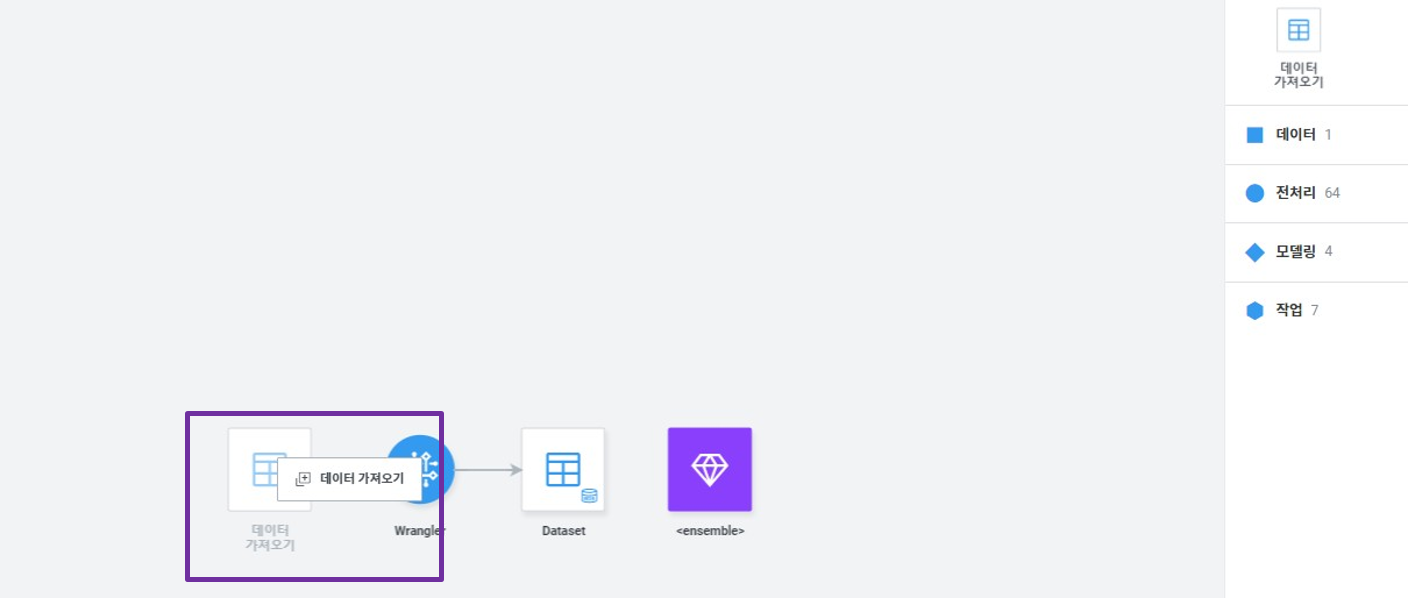 데이터
가져오기
데이터 1
전처리 64
모델링 4
작업 7
데이터 가져오기
데이터
가져오기
Wrangler
Dataset
<ensemble>